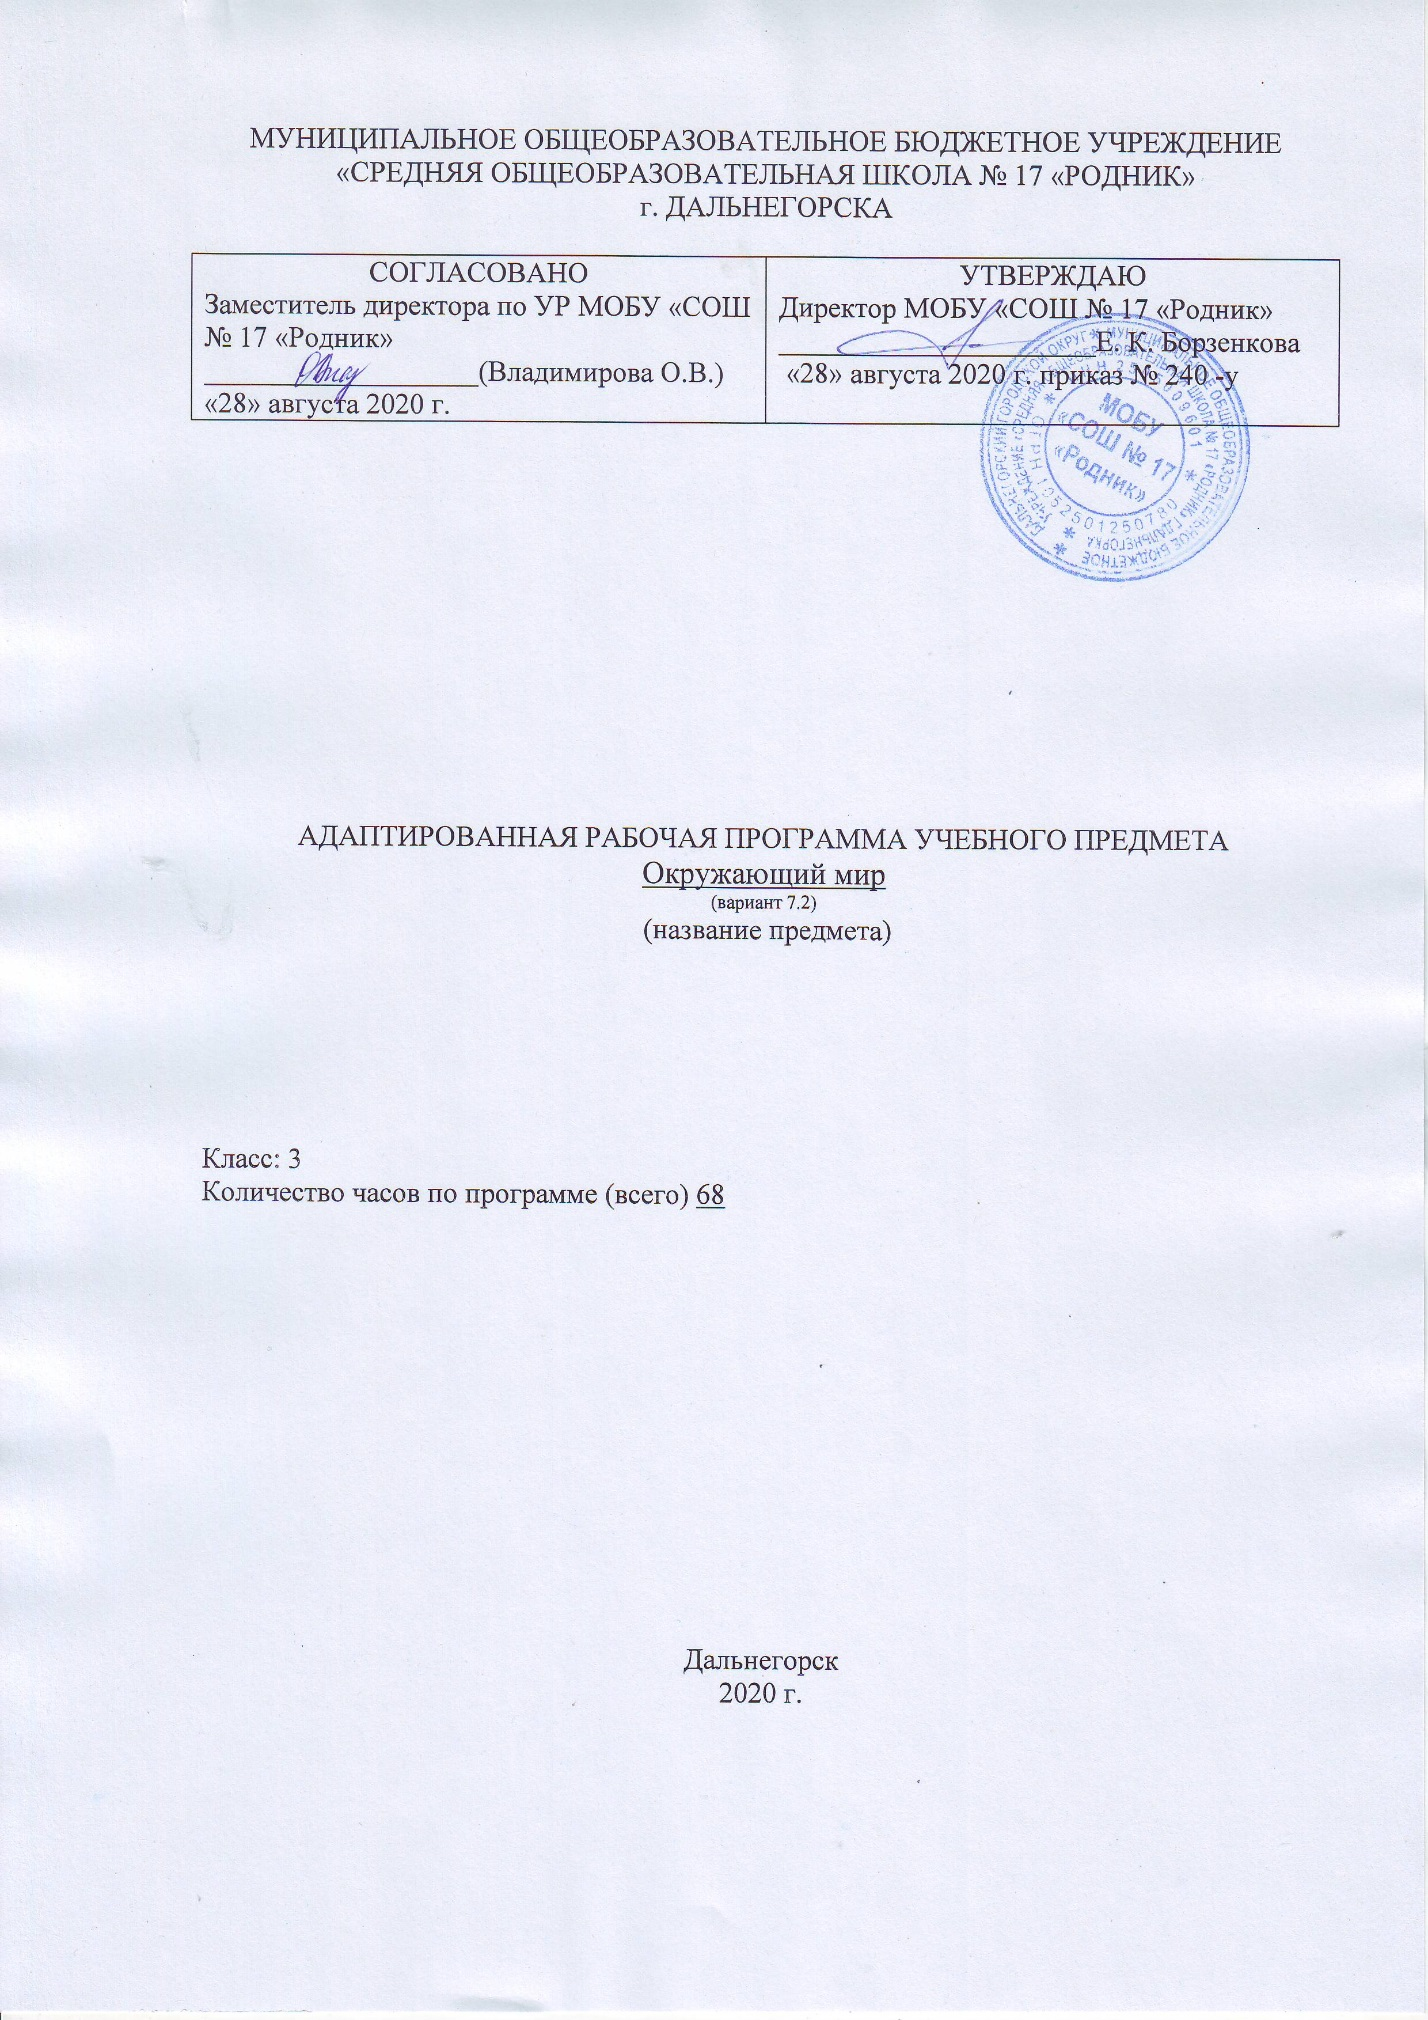 МУНИЦИПАЛЬНОЕ ОБЩЕОБРАЗОВАТЕЛЬНОЕ БЮДЖЕТНОЕ УЧРЕЖДЕНИЕ
«СРЕДНЯЯ ОБЩЕОБРАЗОВАТЕЛЬНАЯ ШКОЛА № 17 «РОДНИК»
г. ДАЛЬНЕГОРСКА
СОГЛАСОВАНО
Заместитель директора по УР МОБУ «СОШ
№ 17 «Родник»
(Владимирова О.В.)
«28» августа 2020 г.
УТВЕРЖДАЮ
Директор МОБУ «СОШ № 17 «Родник»
Е. К. Борзенкова
«28» августа 2020 г. приказ № 240 -у
МОБУ
«СОШ № 17
«Родник»
ОГРН 1052501250780
АДАПТИРОВАННАЯ РАБОЧАЯ ПРОГРАММА УЧЕБНОГО ПРЕДМЕТА
Окружающий мир
(вариант 7.2)
(название предмета)
Класс: 3
Количество часов по программе (всего) 68
Дальнегорск
2020 г.